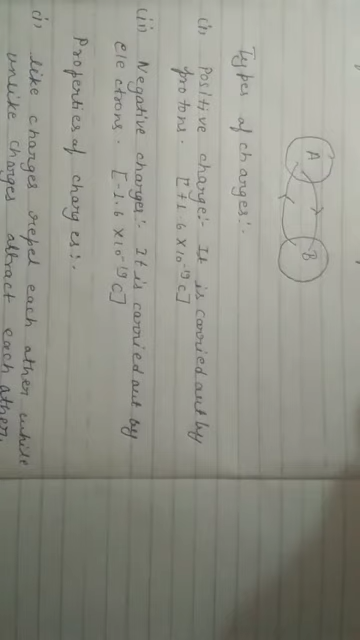 A
B
Types of charges:-
(i) Positive charge:- It is carried out by
protons. [+1.6 x 10⁻¹⁹ C]
(ii) Negative charge:- It is carried out by
electrons. [-1.6 x 10⁻¹⁹ C]
Properties of charges:-
(i) like charges repel each other while
unlike charges attract each other.